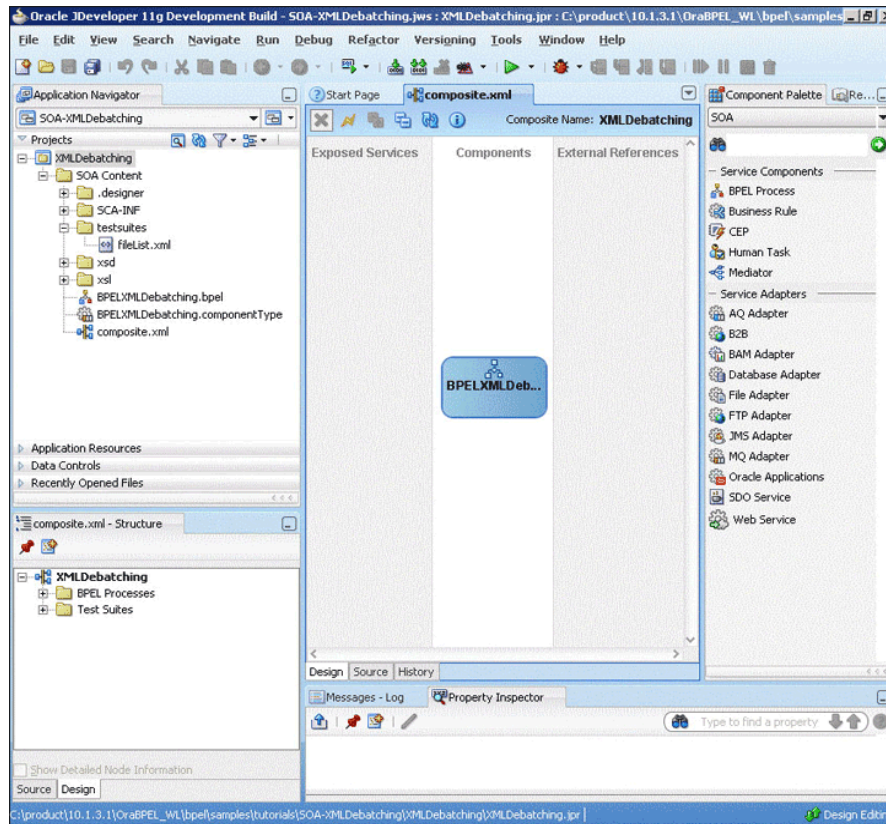 Oracle JDeveloper 11g Development Build - SOA-XMLDebatching.jws : XMLDebatching.jpr : C:\product\10.1.3.1\OraBPEL_WL\bpel\samples
File Edit View Search Navigate Run Debug Refactor Versioning Tools Window Help
Application Navigator
SOA-XMLDebatching
Projects
XMLDebatching
SOA Content
.designer
SCA-INF
testsuites
fileList.xml
xsd
xsl
BPELXMLDebatching.bpel
BPELXMLDebatching.componentType
composite.xml
Application Resources
Data Controls
Recently Opened Files
composite.xml - Structure
XMLDebatching
BPEL Processes
Test Suites
Show Detailed Node Information
Source Design
Start Page composite.xml
Composite Name: XMLDebatching
Exposed Services Components External References
BPELXMLDeb...
Design Source History
Messages - Log Property Inspector
Type to find a property
Component Palette Re...
SOA
Service Components
BPEL Process
Business Rule
CEP
Human Task
Mediator
Service Adapters
AQ Adapter
B2B
BAM Adapter
Database Adapter
File Adapter
FTP Adapter
JMS Adapter
MQ Adapter
Oracle Applications
SDO Service
Web Service
C:\product\10.1.3.1\OraBPEL_WL\bpel\samples\tutorials\SOA-XMLDebatching\XMLDebatching\XMLDebatching.jpr Design Editin